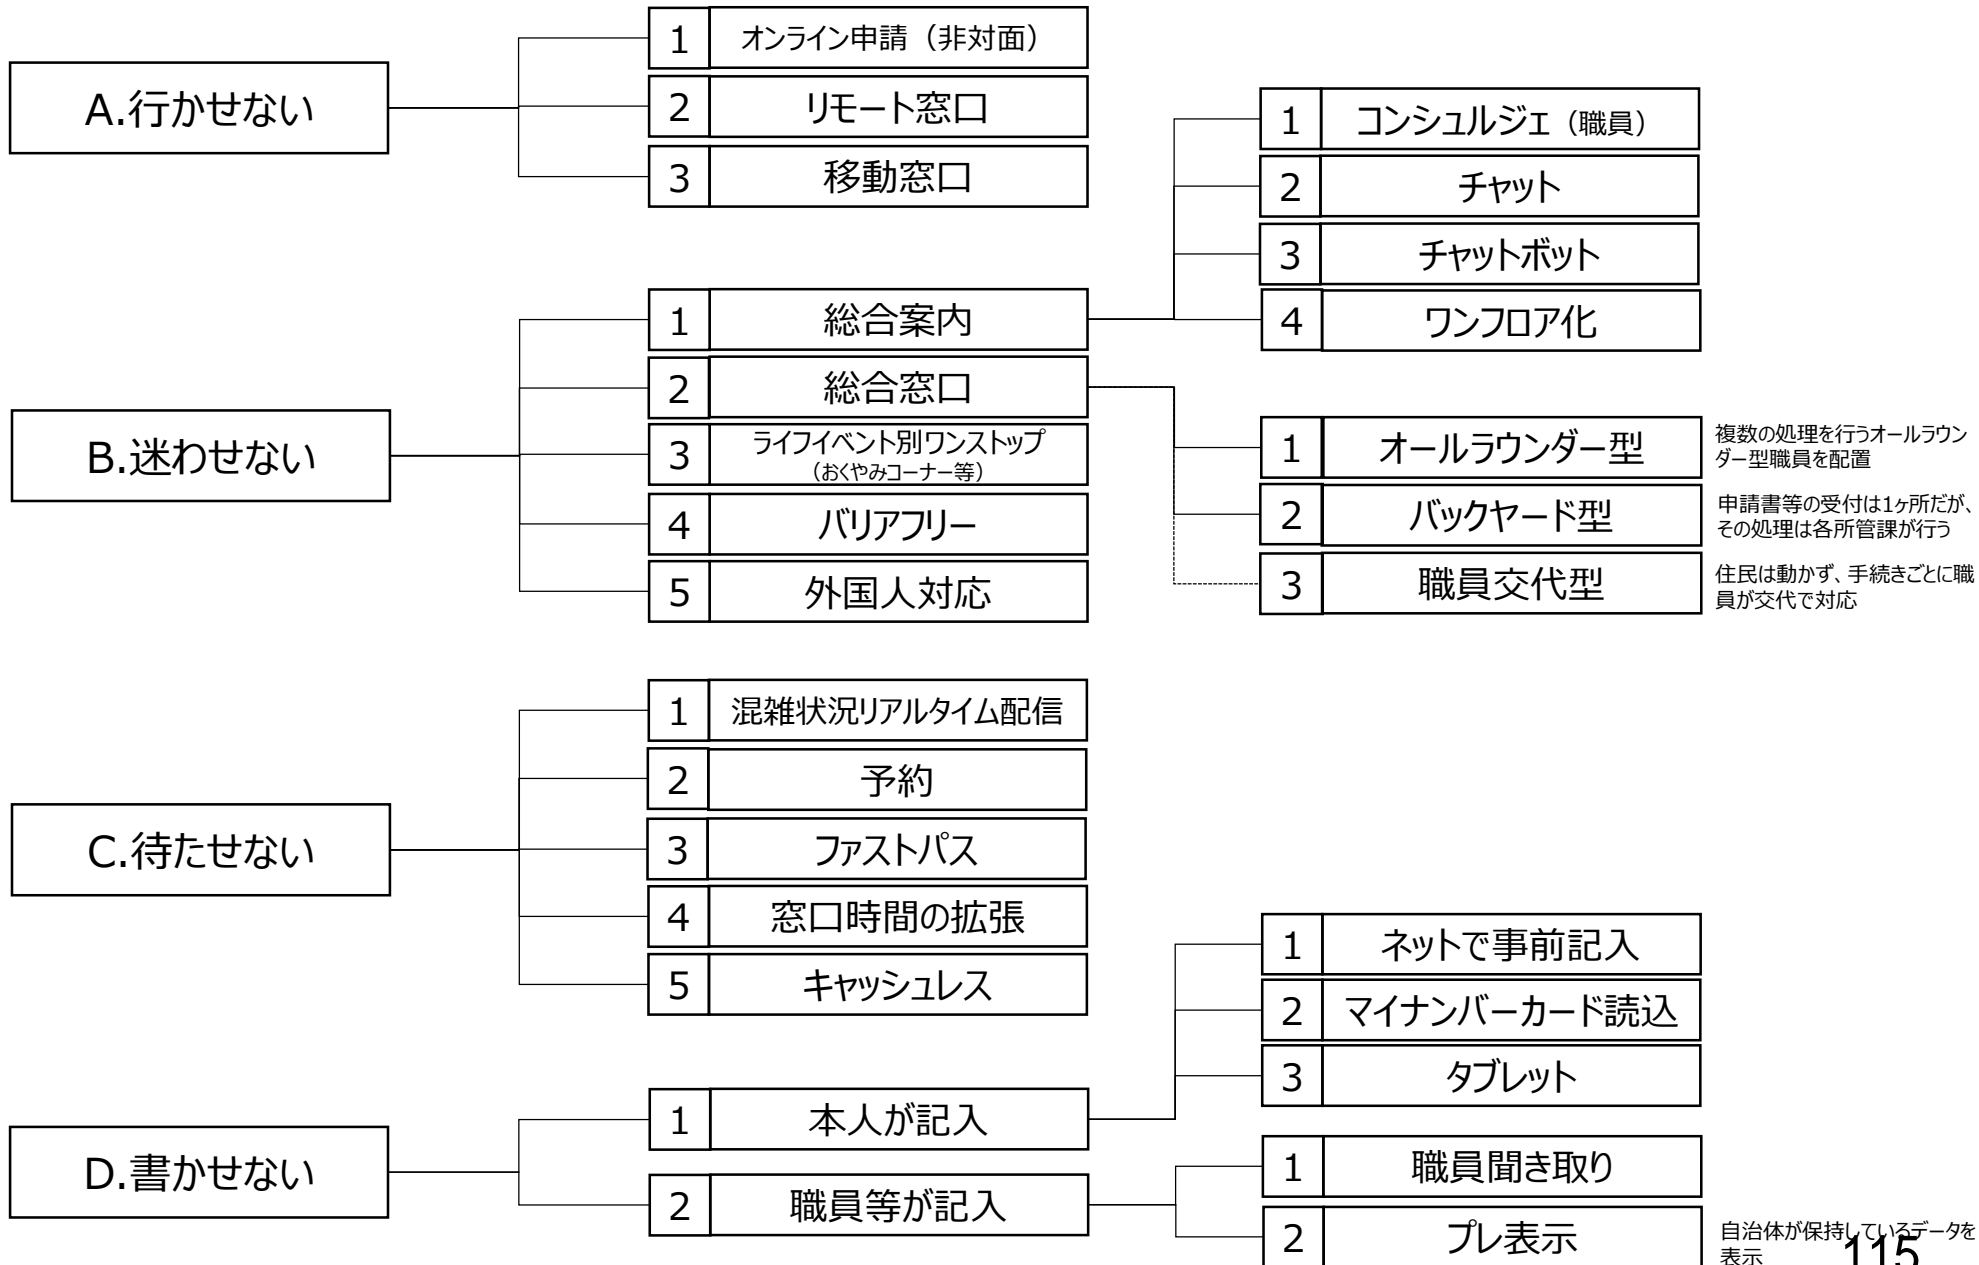 A.行かせない
1 オンライン申請（非対面）
2 リモート窓口
3 移動窓口
B.迷わせない
1 総合案内
1 コンシュルジェ（職員）
2 チャット
3 チャットボット
4 ワンフロア化
2 総合窓口
1 オールラウンダー型
複数の処理を行うオールラウン
ダー型職員を配置
2 バックヤード型
申請書等の受付は1ヶ所だが、
その処理は各所管課が行う
3 職員交代型
住民は動かず、手続きごとに職
員が交代で対応
3 ライフイベント別ワンストップ
（おくやみコーナー等）
4 バリアフリー
5 外国人対応
C.待たせない
1 混雑状況リアルタイム配信
2 予約
3 ファストパス
4 窓口時間の拡張
5 キャッシュレス
D.書かせない
1 本人が記入
1 ネットで事前記入
2 マイナンバーカード読込
3 タブレット
2 職員等が記入
1 職員聞き取り
2 プレ表示
自治体が保持しているデータを
表示
115